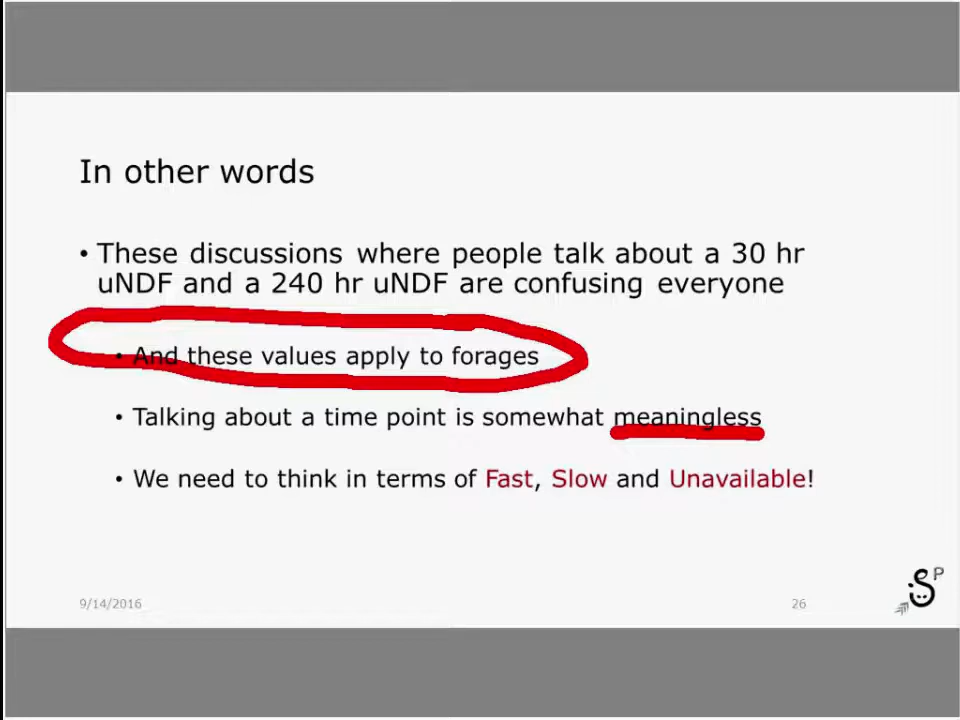 In other words
• These discussions where people talk about a 30 hr
uNDF and a 240 hr uNDF are confusing everyone
• And these values apply to forages
• Talking about a time point is somewhat meaningless
• We need to think in terms of Fast, Slow and Unavailable!
9/14/2016
26
S P